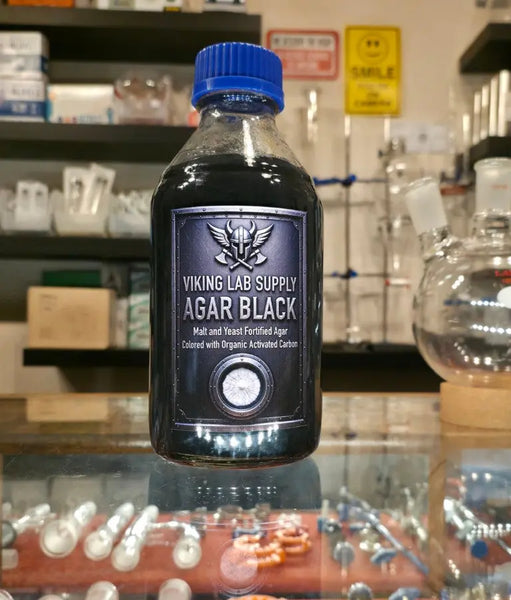 SMILE
VIKING LAB SUPPLY
AGAR BLACK
Malt and Yeast Fortified Agar
Colored with Organic Activated Carbon